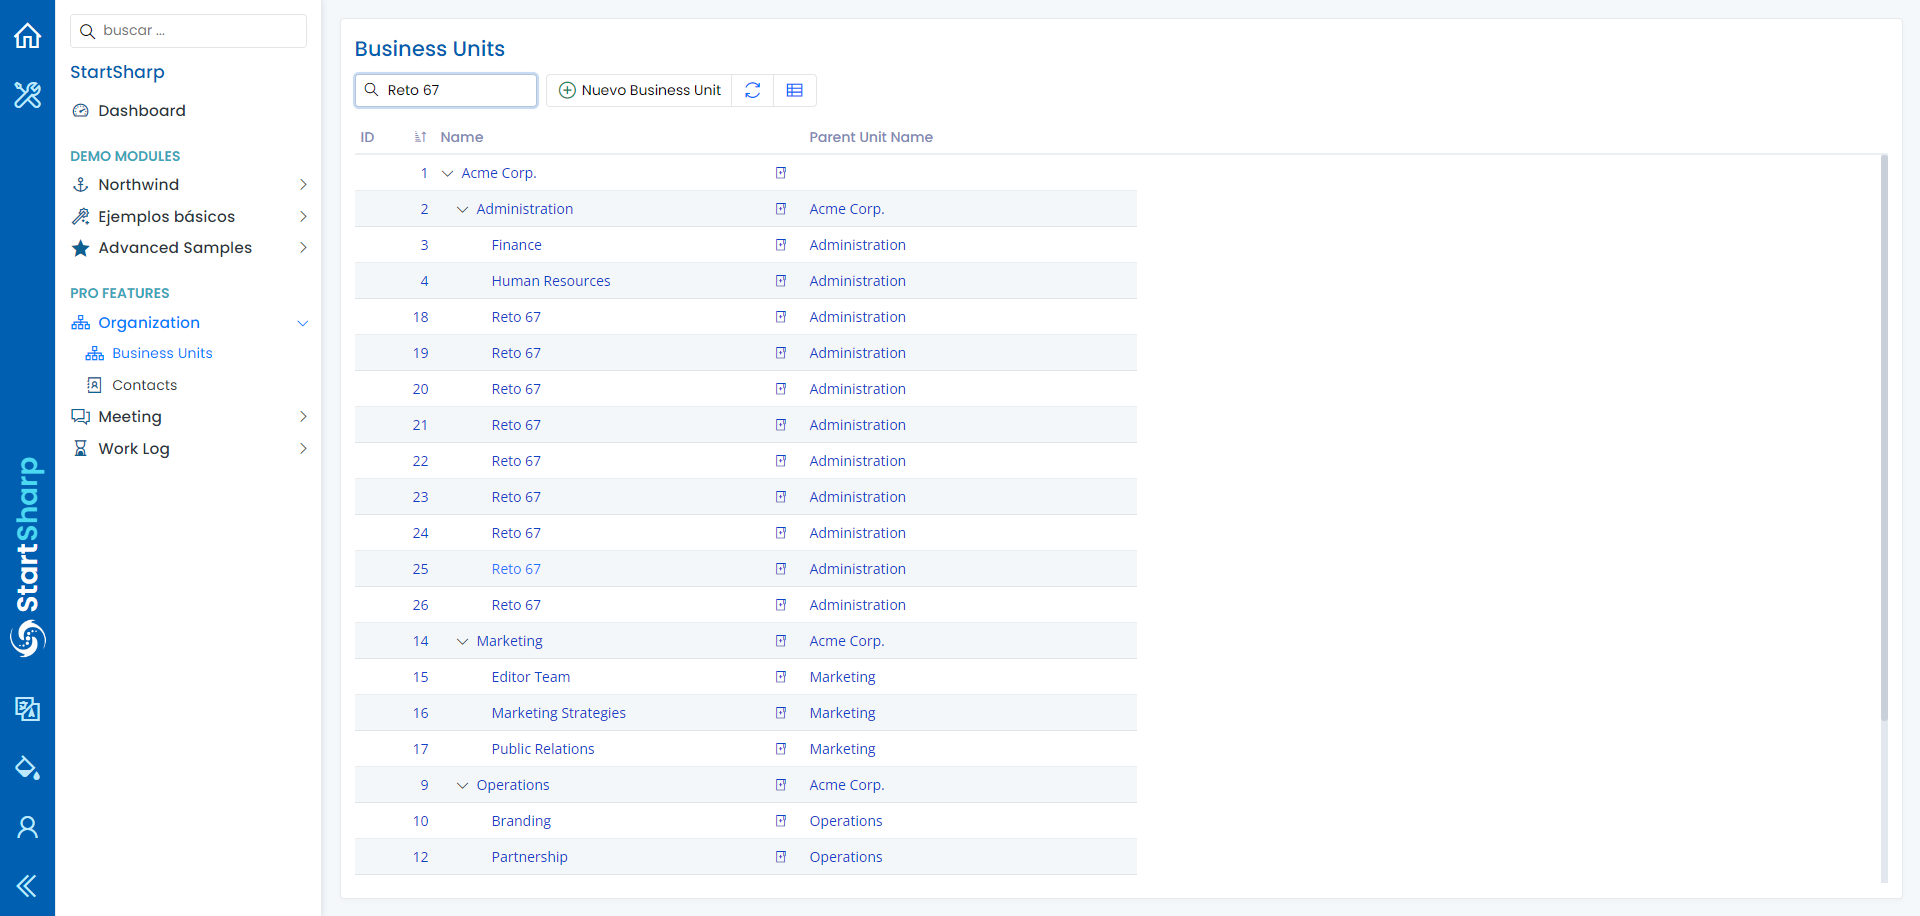 buscar ...
StartSharp
Dashboard
DEMO MODULES
Northwind
Ejemplos básicos
Advanced Samples
PRO FEATURES
Organization
Business Units
Contacts
Meeting
Work Log
StartSharp
Business Units
Reto 67
Nuevo Business Unit
ID Name Parent Unit Name
1 Acme Corp.
2 Administration Acme Corp.
3 Finance Administration
4 Human Resources Administration
18 Reto 67 Administration
19 Reto 67 Administration
20 Reto 67 Administration
21 Reto 67 Administration
22 Reto 67 Administration
23 Reto 67 Administration
24 Reto 67 Administration
25 Reto 67 Administration
26 Reto 67 Administration
14 Marketing Acme Corp.
15 Editor Team Marketing
16 Marketing Strategies Marketing
17 Public Relations Marketing
9 Operations Acme Corp.
10 Branding Operations
12 Partnership Operations